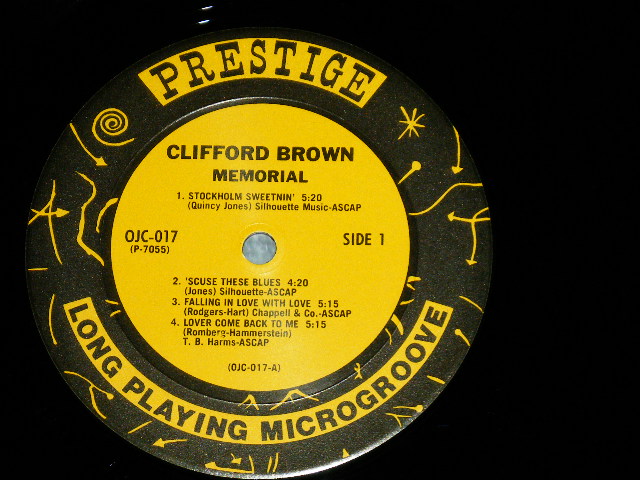 PRESTIGE
CLIFFORD BROWN
MEMORIAL
1. STOCKHOLM SWEETNIN' 5:20
(Quincy Jones) Silhouette Music-ASCAP
OJC-017
(P-7055)
SIDE 1
2. 'SCUSE THESE BLUES 4:20
(Jones) Silhouette-ASCAP
3. FALLING IN LOVE WITH LOVE 5:15
(Rodgers-Hart) Chappell & Co.-ASCAP
4. LOVER COME BACK TO ME 5:15
(Romberg-Hammerstein)
T. B. Harms-ASCAP
(OJC-017-A)
LONG PLAYING MICROGROOVE